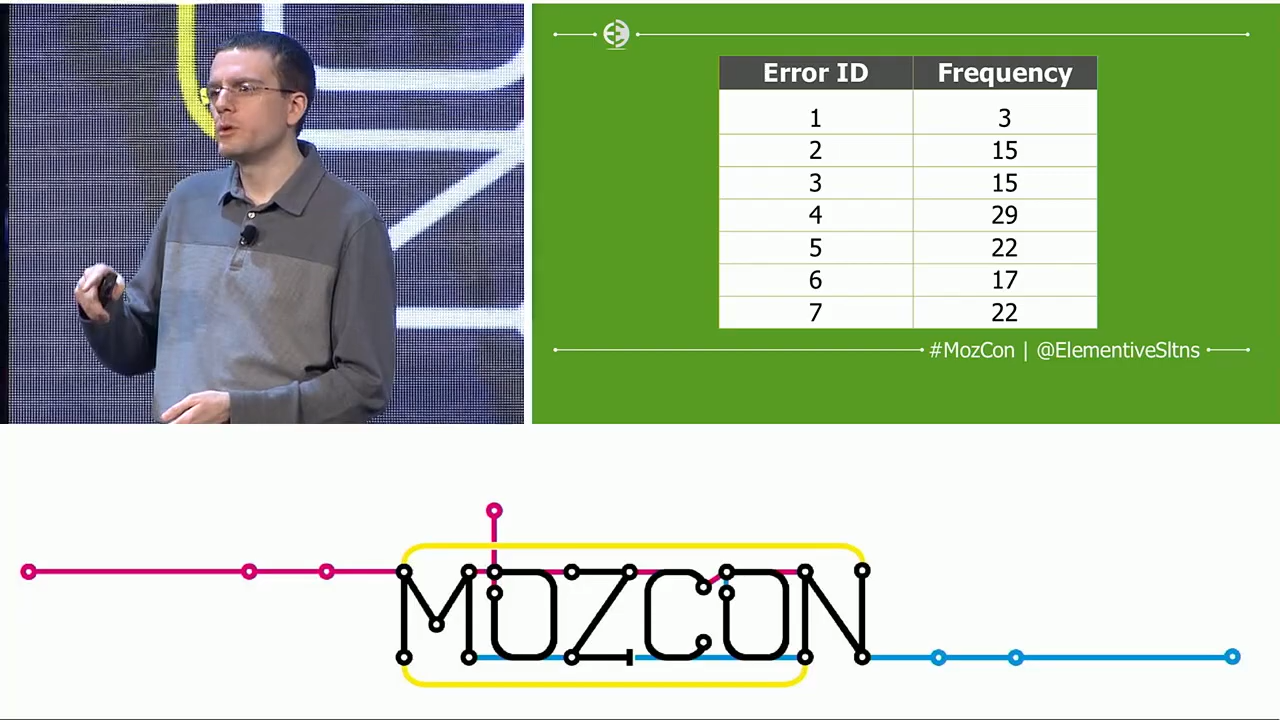 Error ID Frequency
1 3
2 15
3 15
4 29
5 22
6 17
7 22
#MozCon | @ElementiveSltns
MOZCON